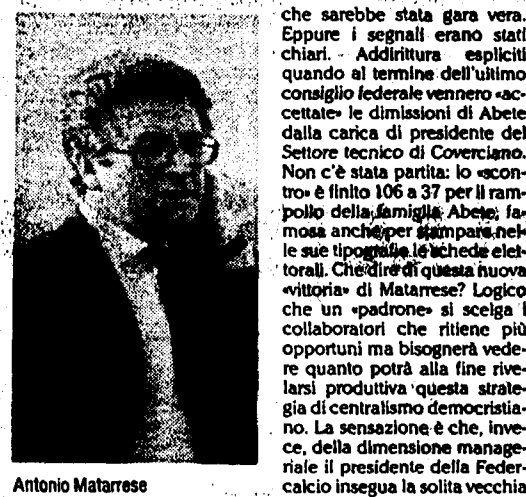 che sarebbe stata gara vera.
Eppure i segnali erano stati
chiari. Addirittura espliciti
quando al termine dell'ultimo
consiglio federale vennero «ac-
cettate» le dimissioni di Abete
dalla carica di presidente del
Settore tecnico di Coverciano.
Non c'è stata partita: lo «scon-
tro» è finito 106 a 37 per il ram-
pollo della famiglia Abete, fa-
mosa anche per stampare nel-
le sue tipografie le schede elet-
torali. Che dire di questa nuova
«vittoria» di Matarrese? Logico
che un «padrone» si scelga i
collaboratori che ritiene più
opportuni ma bisognerà vede-
re quanto potrà alla fine rive-
larsi produttiva questa strate-
gia di centralismo democristia-
no. La sensazione è che, inve-
ce, della dimensione manage-
riale il presidente della Feder-
calcio insegua la solita vecchia
Antonio Matarrese